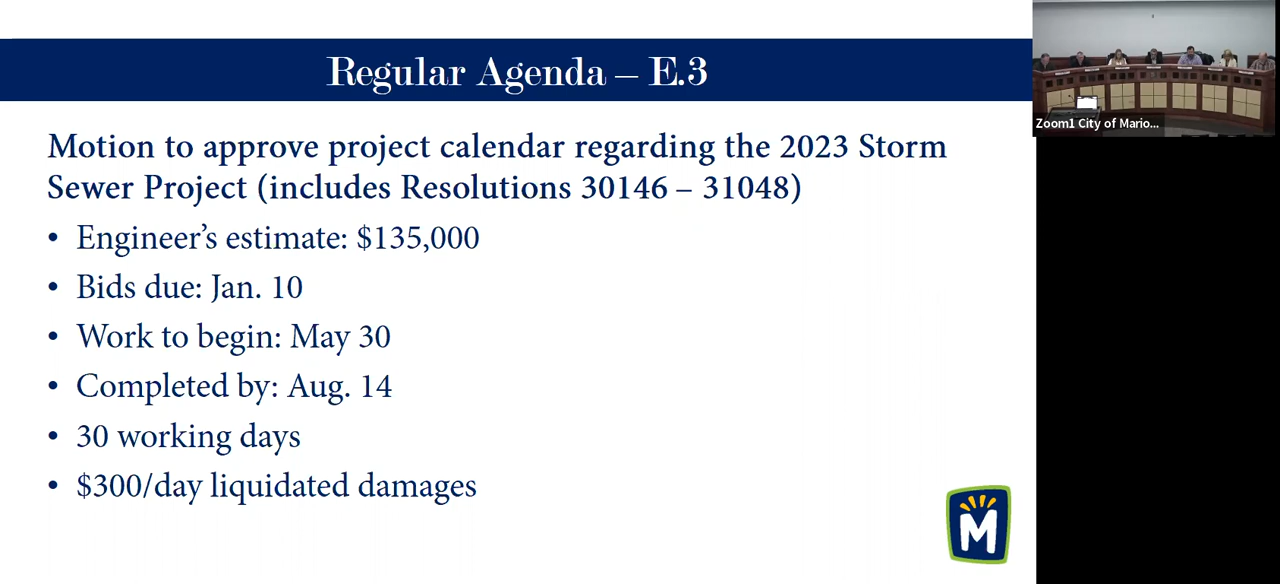 Regular Agenda – E.3
Motion to approve project calendar regarding the 2023 Storm
Sewer Project (includes Resolutions 30146 – 31048)
• Engineer's estimate: $135,000
• Bids due: Jan. 10
• Work to begin: May 30
• Completed by: Aug. 14
• 30 working days
• $300/day liquidated damages
M
Zoom1 City of Mario...